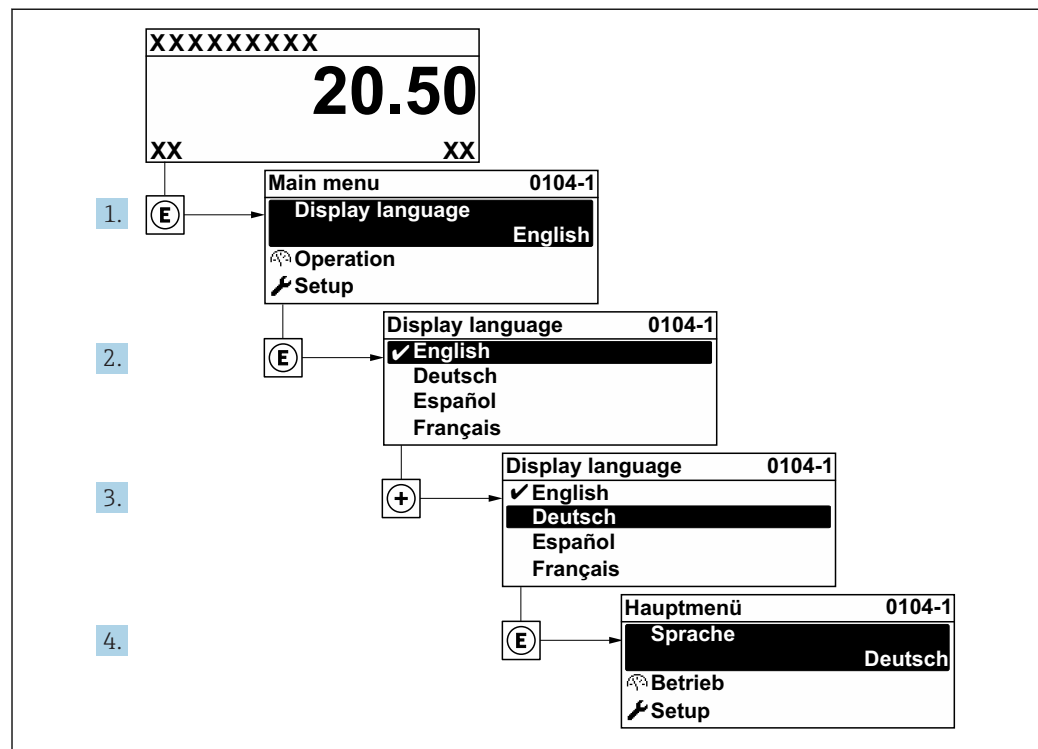 XXXXXXXXX
20.50
XX XX
1. E
Main menu 0104-1
Display language
English
Operation
Setup
2. E
Display language 0104-1
✔English
Deutsch
Español
Français
3. +
Display language 0104-1
✔English
Deutsch
Español
Français
4. E
Hauptmenü 0104-1
Sprache
Deutsch
Betrieb
Setup